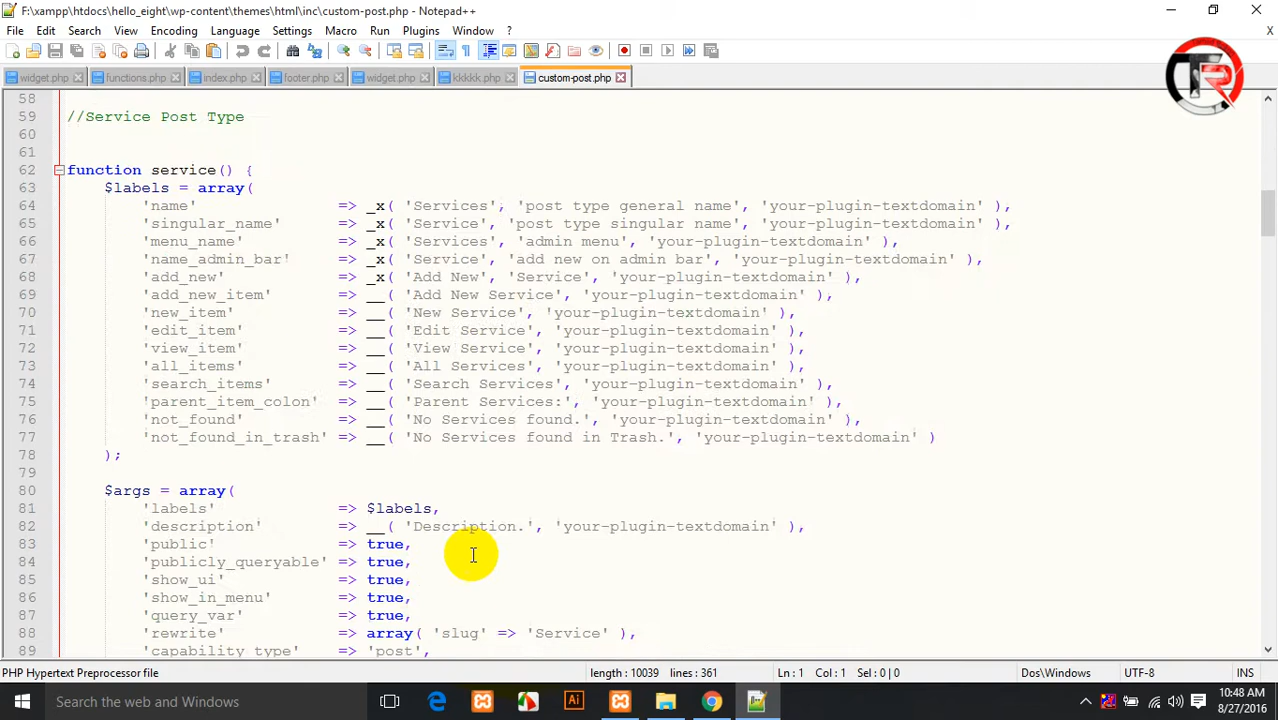 F:\xampp\htdocs\hello_eight\wp-content\themes\html\inc\custom-post.php - Notepad++
File Edit Search View Encoding Language Settings Macro Run Plugins Window ?
widget.php functions.php index.php footer.php widget.php kkkkk.php custom-post.php
TR
58
59 //Service Post Type
60
61
62 function service() {
63 $labels = array(
64 'name' => _x( 'Services', 'post type general name', 'your-plugin-textdomain' ),
65 'singular_name' => _x( 'Service', 'post type singular name', 'your-plugin-textdomain' ),
66 'menu_name' => _x( 'Services', 'admin menu', 'your-plugin-textdomain' ),
67 'name_admin_bar' => _x( 'Service', 'add new on admin bar', 'your-plugin-textdomain' ),
68 'add_new' => _x( 'Add New', 'Service', 'your-plugin-textdomain' ),
69 'add_new_item' => __( 'Add New Service', 'your-plugin-textdomain' ),
70 'new_item' => __( 'New Service', 'your-plugin-textdomain' ),
71 'edit_item' => __( 'Edit Service', 'your-plugin-textdomain' ),
72 'view_item' => __( 'View Service', 'your-plugin-textdomain' ),
73 'all_items' => __( 'All Services', 'your-plugin-textdomain' ),
74 'search_items' => __( 'Search Services', 'your-plugin-textdomain' ),
75 'parent_item_colon' => __( 'Parent Services:', 'your-plugin-textdomain' ),
76 'not_found' => __( 'No Services found.', 'your-plugin-textdomain' ),
77 'not_found_in_trash' => __( 'No Services found in Trash.', 'your-plugin-textdomain' )
78 );
79
80 $args = array(
81 'labels' => $labels,
82 'description' => __( 'Description.', 'your-plugin-textdomain' ),
83 'public' => true,
84 'publicly_queryable' => true,
85 'show_ui' => true,
86 'show_in_menu' => true,
87 'query_var' => true,
88 'rewrite' => array( 'slug' => 'Service' ),
89 'capability_type' => 'post',
PHP Hypertext Preprocessor file length : 10039 lines : 361 Ln : 1 Col : 1 Sel : 0 | 0 Dos\Windows UTF-8 INS
Search the web and Windows
Ai
10:48 AM
8/27/2016